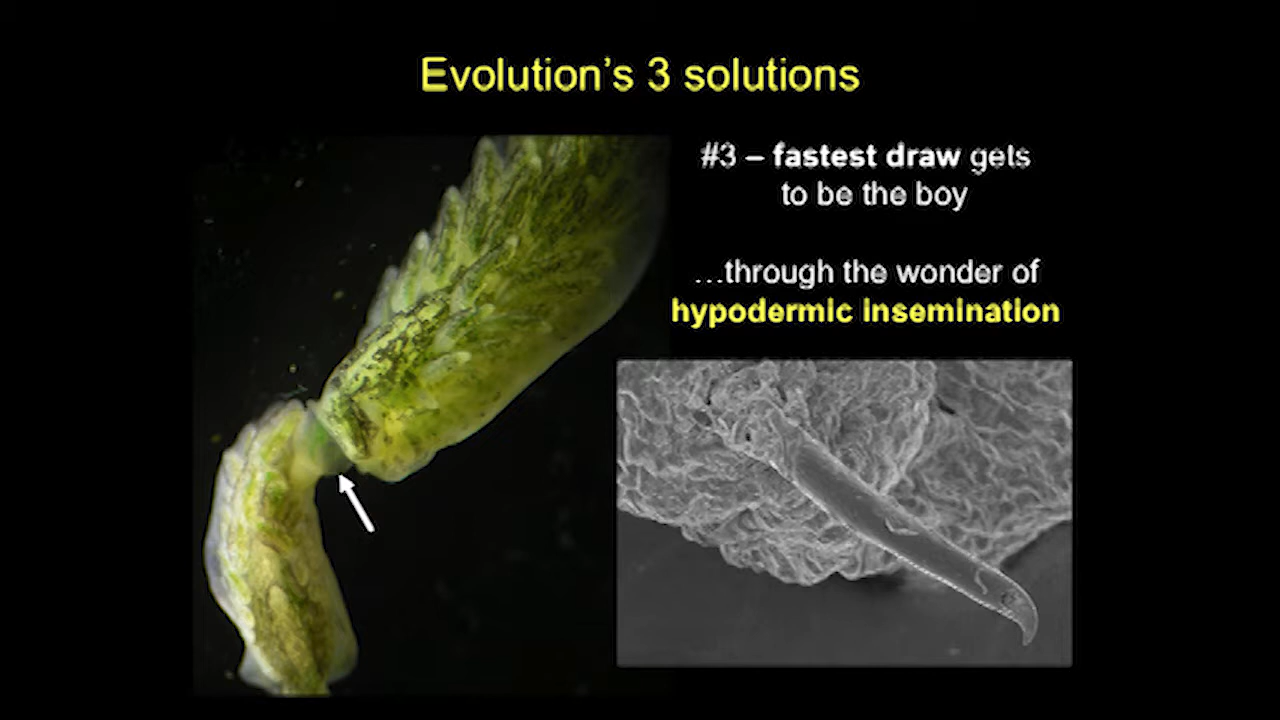 Evolution's 3 solutions
#3 – fastest draw gets
to be the boy
…through the wonder of
hypodermic insemination